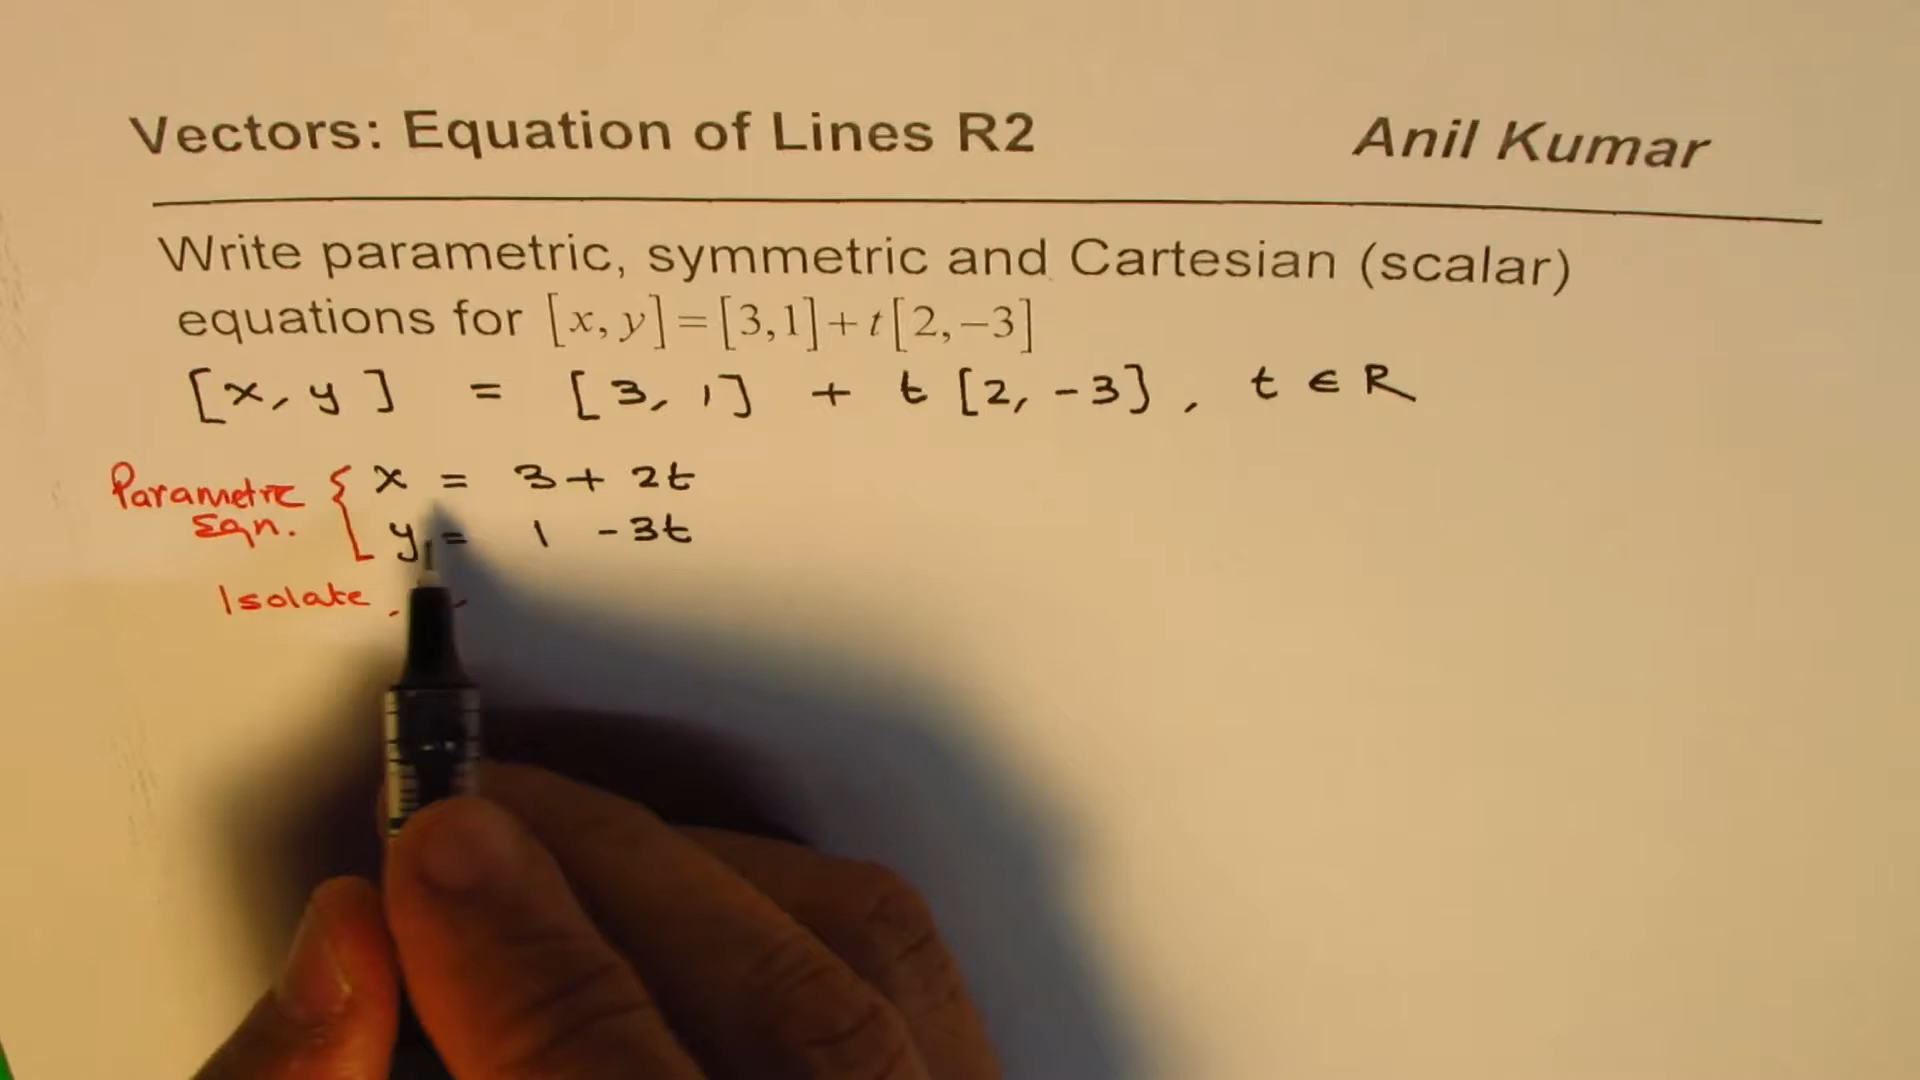 Vectors: Equation of Lines R2 Anil Kumar
Write parametric, symmetric and Cartesian (scalar)
equations for [x, y] = [3,1] + t[2,−3]
[x, y] = [3, 1] + t [2, -3], t ∈ R
Parametric { x = 3 + 2t
Eqn. y = 1 - 3t
Isolate,